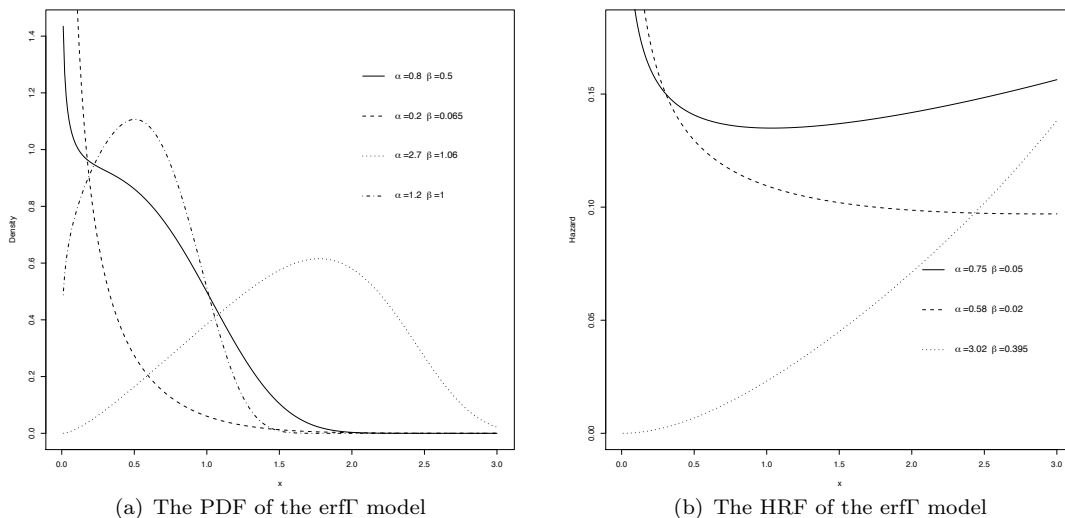 1.4
1.2
1.0
0.8
0.6
0.4
0.2
0.0
Density
0.0 0.5 1.0 1.5 2.0 2.5 3.0
x
α=0.8 β=0.5
α=0.2 β=0.065
α=2.7 β=1.06
α=1.2 β=1
(a) The PDF of the erfΓ model
0.15
0.10
0.05
0.00
Hazard
0.0 0.5 1.0 1.5 2.0 2.5 3.0
x
α=0.75 β=0.05
α=0.58 β=0.02
α=3.02 β=0.395
(b) The HRF of the erfΓ model